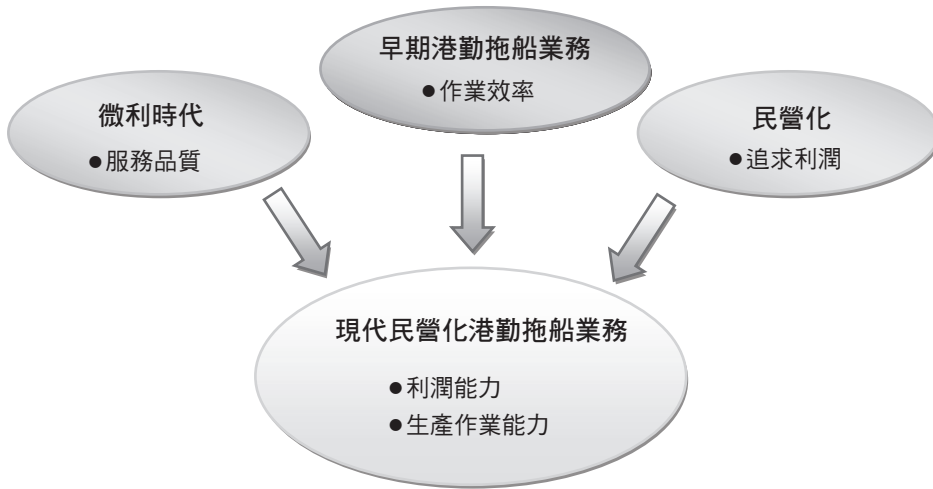 早期港勤拖船業務
●作業效率
微利時代
●服務品質
民營化
●追求利潤
現代民營化港勤拖船業務
●利潤能力
●生產作業能力